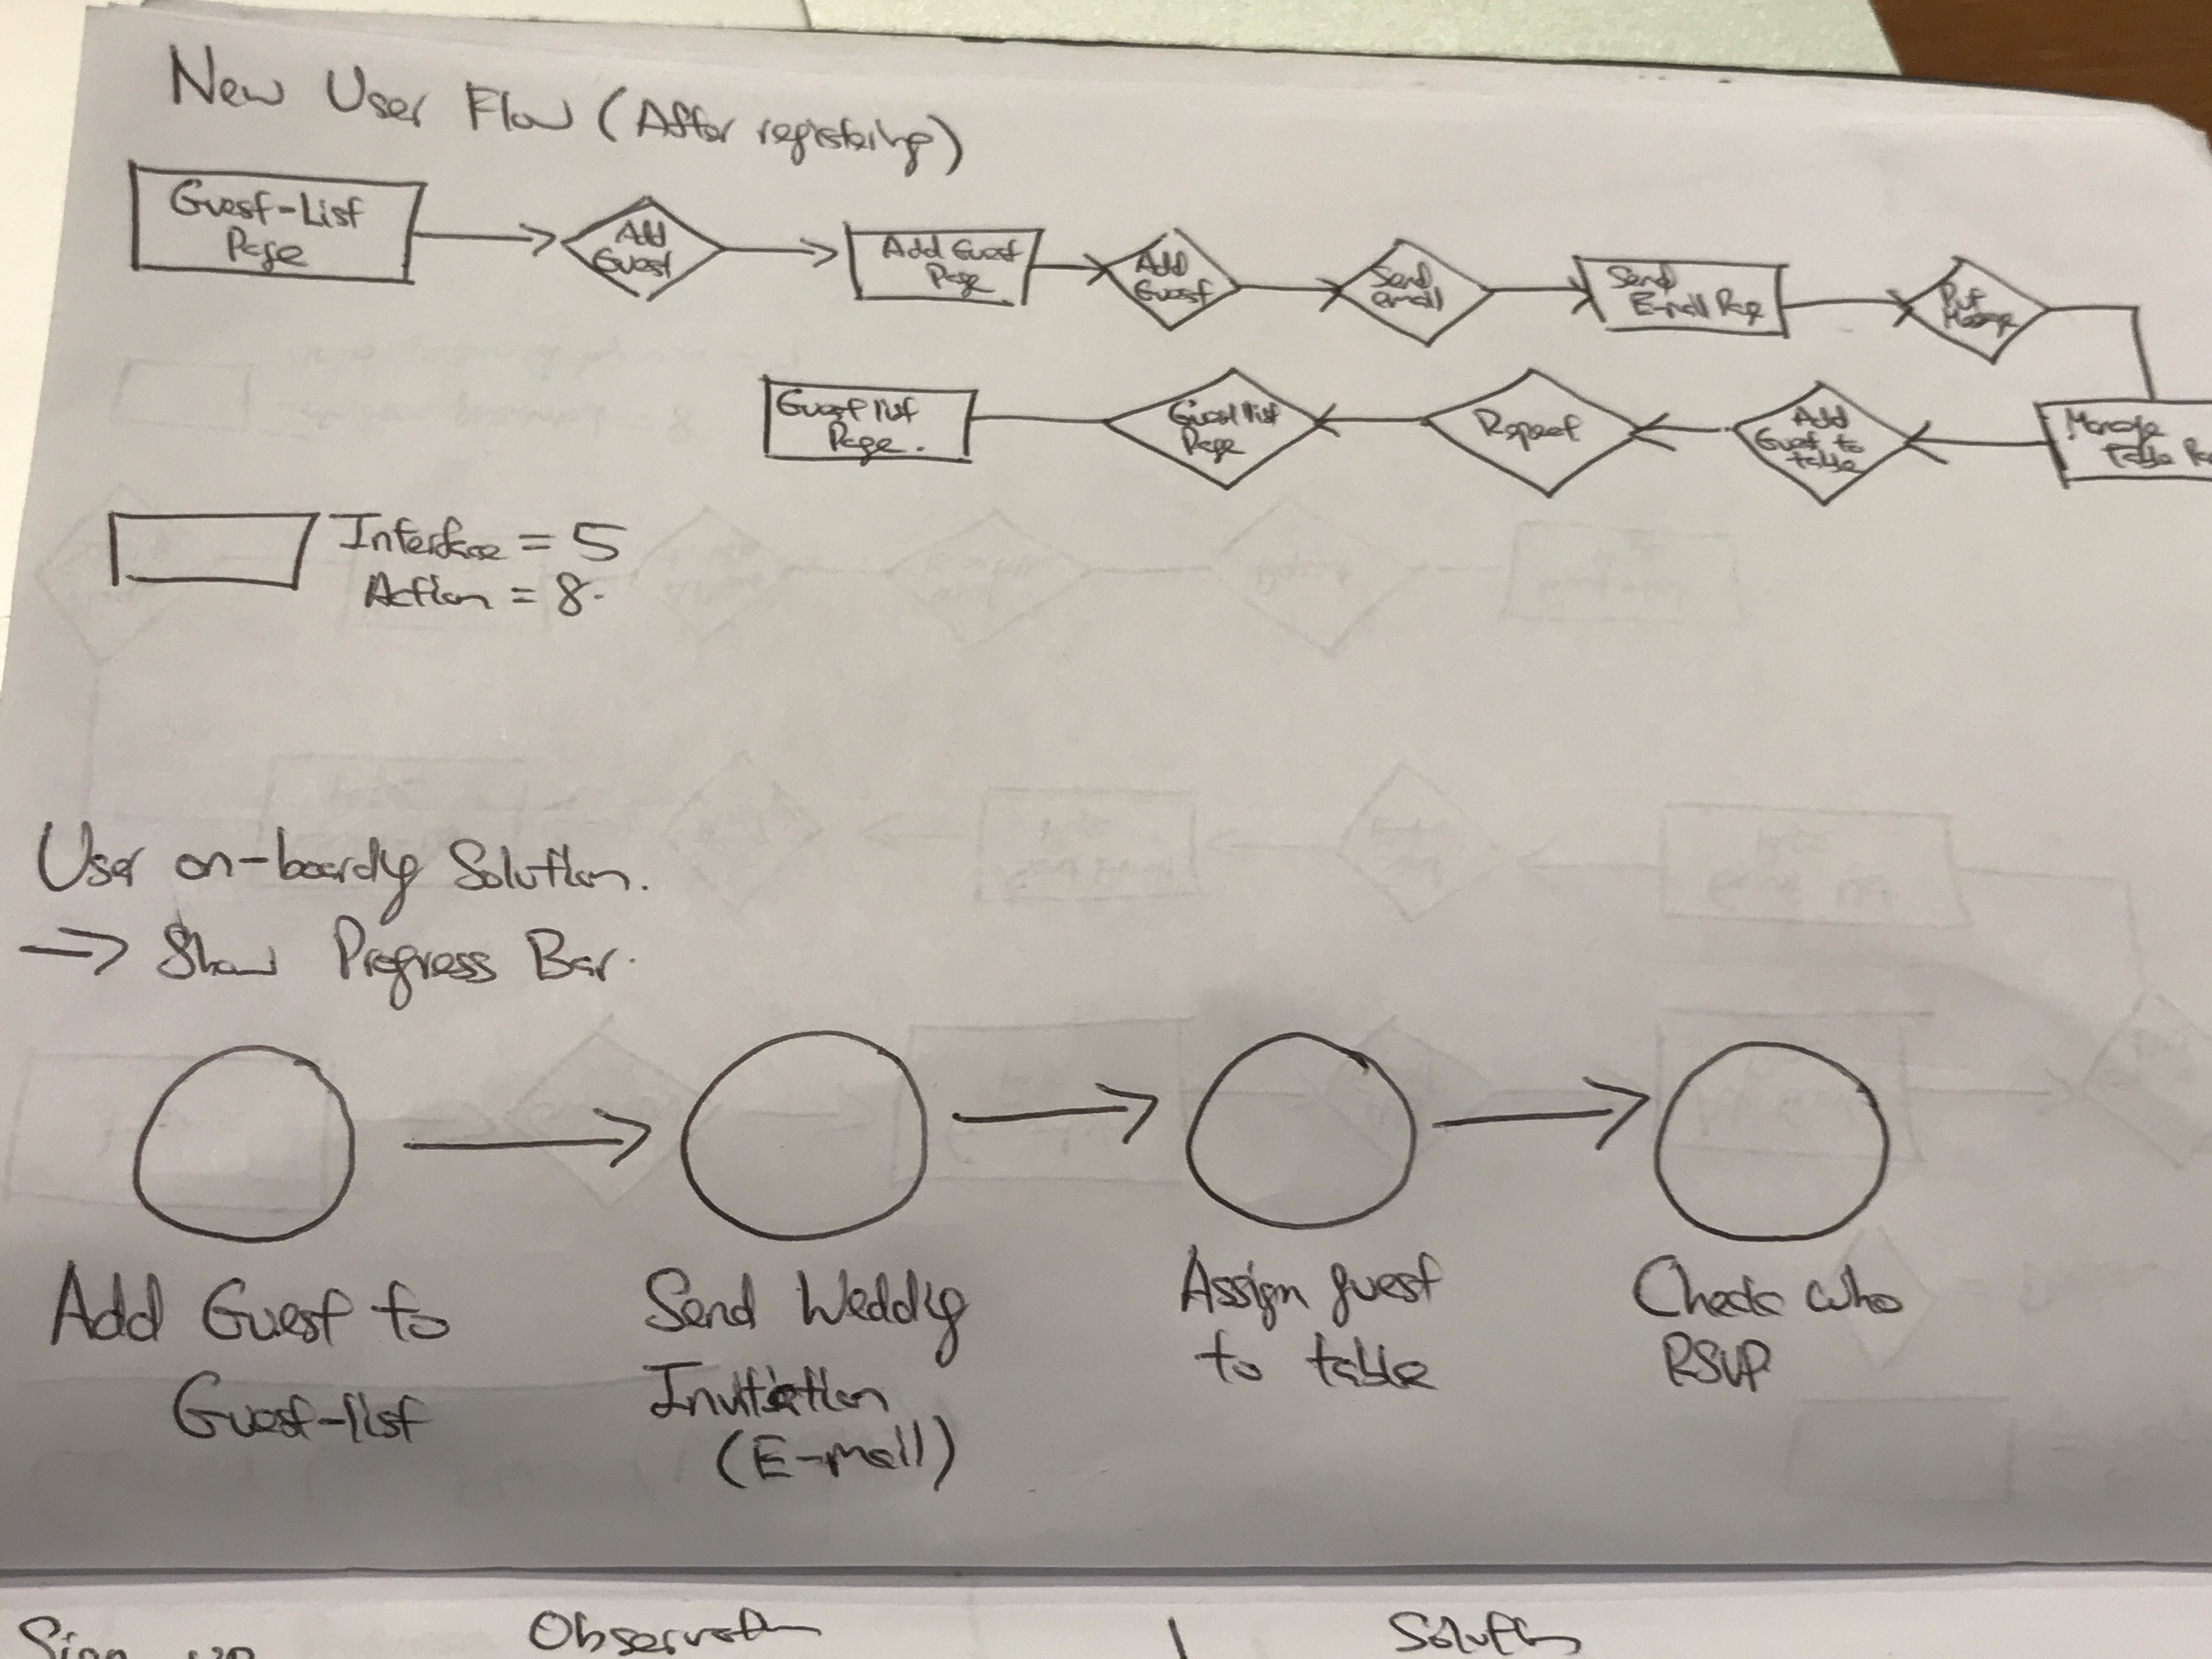 New User Flow (After registering)
Guest-List
Page
Add
Guest
Add Guest
Page
Add
Guest
Send
email
Send
E-mail Page
Put
Manage
Table
Add
Guest to
table
Repeat
Guest list
Page
Guest list
Page.
Interface = 5
Action = 8.
User on-boarding Solution.
→ Show Progress Bar.
Add Guest to
Guest-list
Send Wedding
Invitation
(E-mail)
Assign guest
to table
Check who
RSVP
Sign up
Observation
Solution